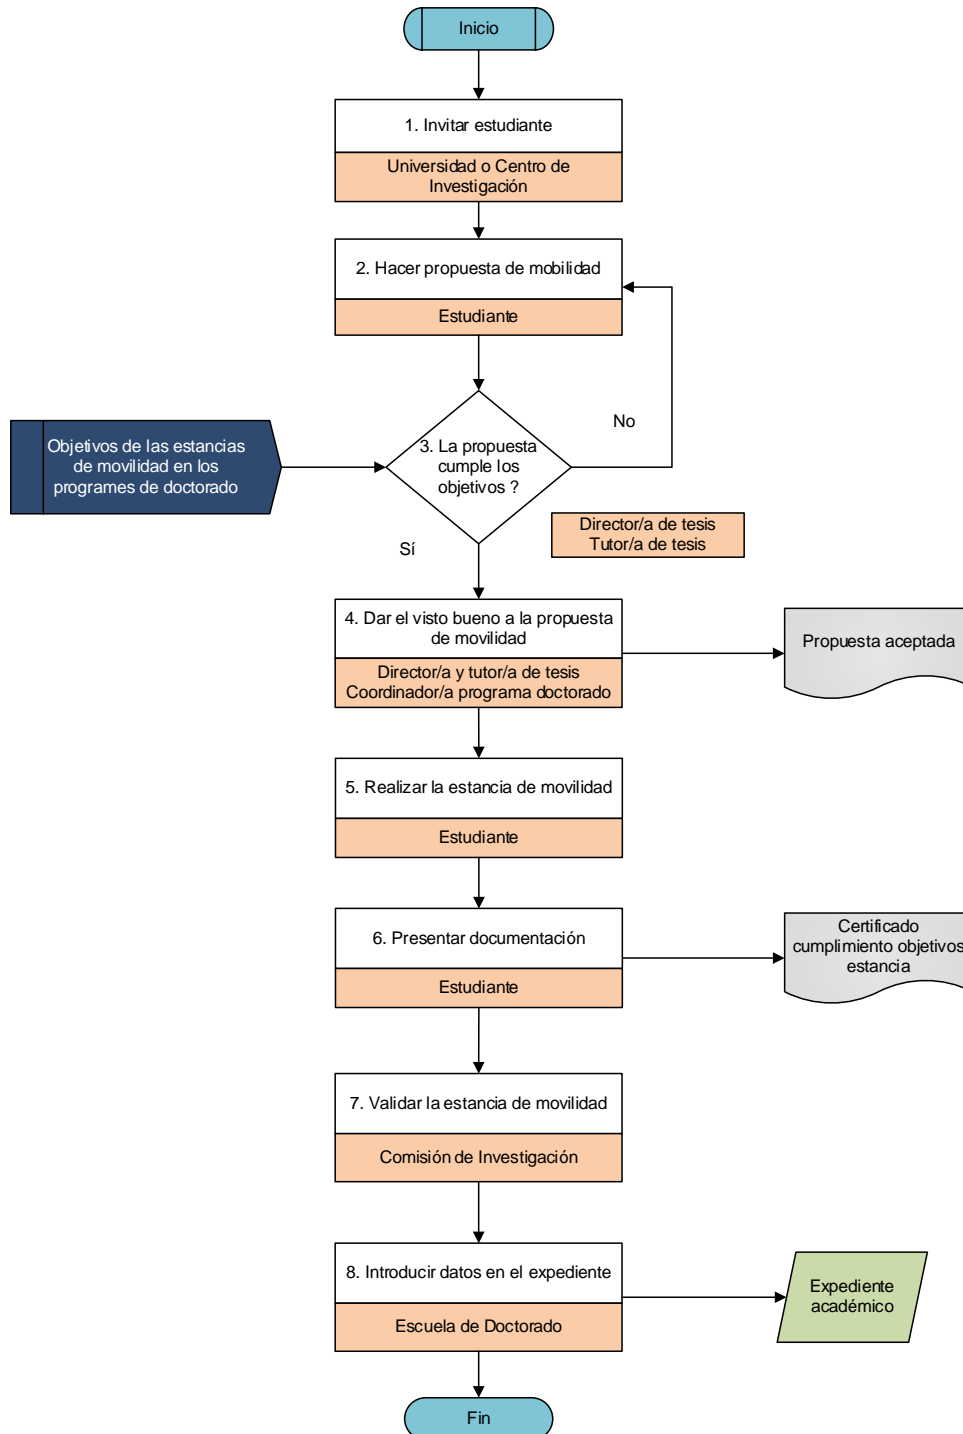 Inicio
1. Invitar estudiante
Universidad o Centro de
Investigación
2. Hacer propuesta de mobilidad
Estudiante
No
Objetivos de las estancias
de movilidad en los
programes de doctorado
3. La propuesta
cumple los
objetivos ?
Director/a de tesis
Tutor/a de tesis
Sí
4. Dar el visto bueno a la propuesta
de movilidad
Director/a y tutor/a de tesis
Coordinador/a programa doctorado
Propuesta aceptada
5. Realizar la estancia de movilidad
Estudiante
6. Presentar documentación
Estudiante
Certificado
cumplimiento objetivos
estancia
7. Validar la estancia de movilidad
Comisión de Investigación
8. Introducir datos en el expediente
Escuela de Doctorado
Expediente
académico
Fin